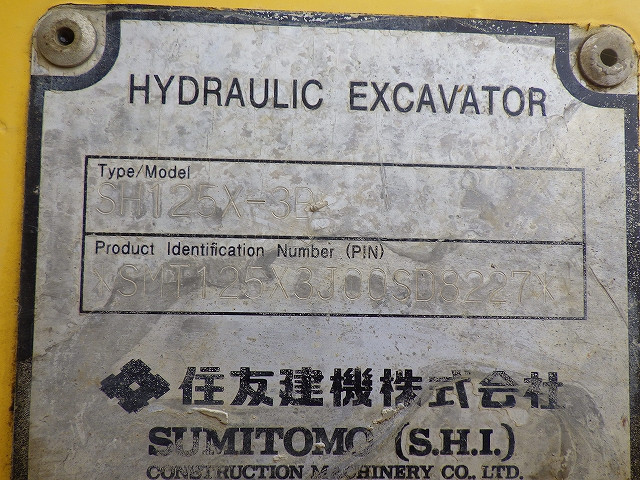 HYDRAULIC EXCAVATOR
Type/Model
SH125X-3B
Product Identification Number (PIN)
*SMT125X3J00SD3227*
住友建機株式会社
SUMITOMO (S.H.I.)
CONSTRUCTION MACHINERY CO., LTD.